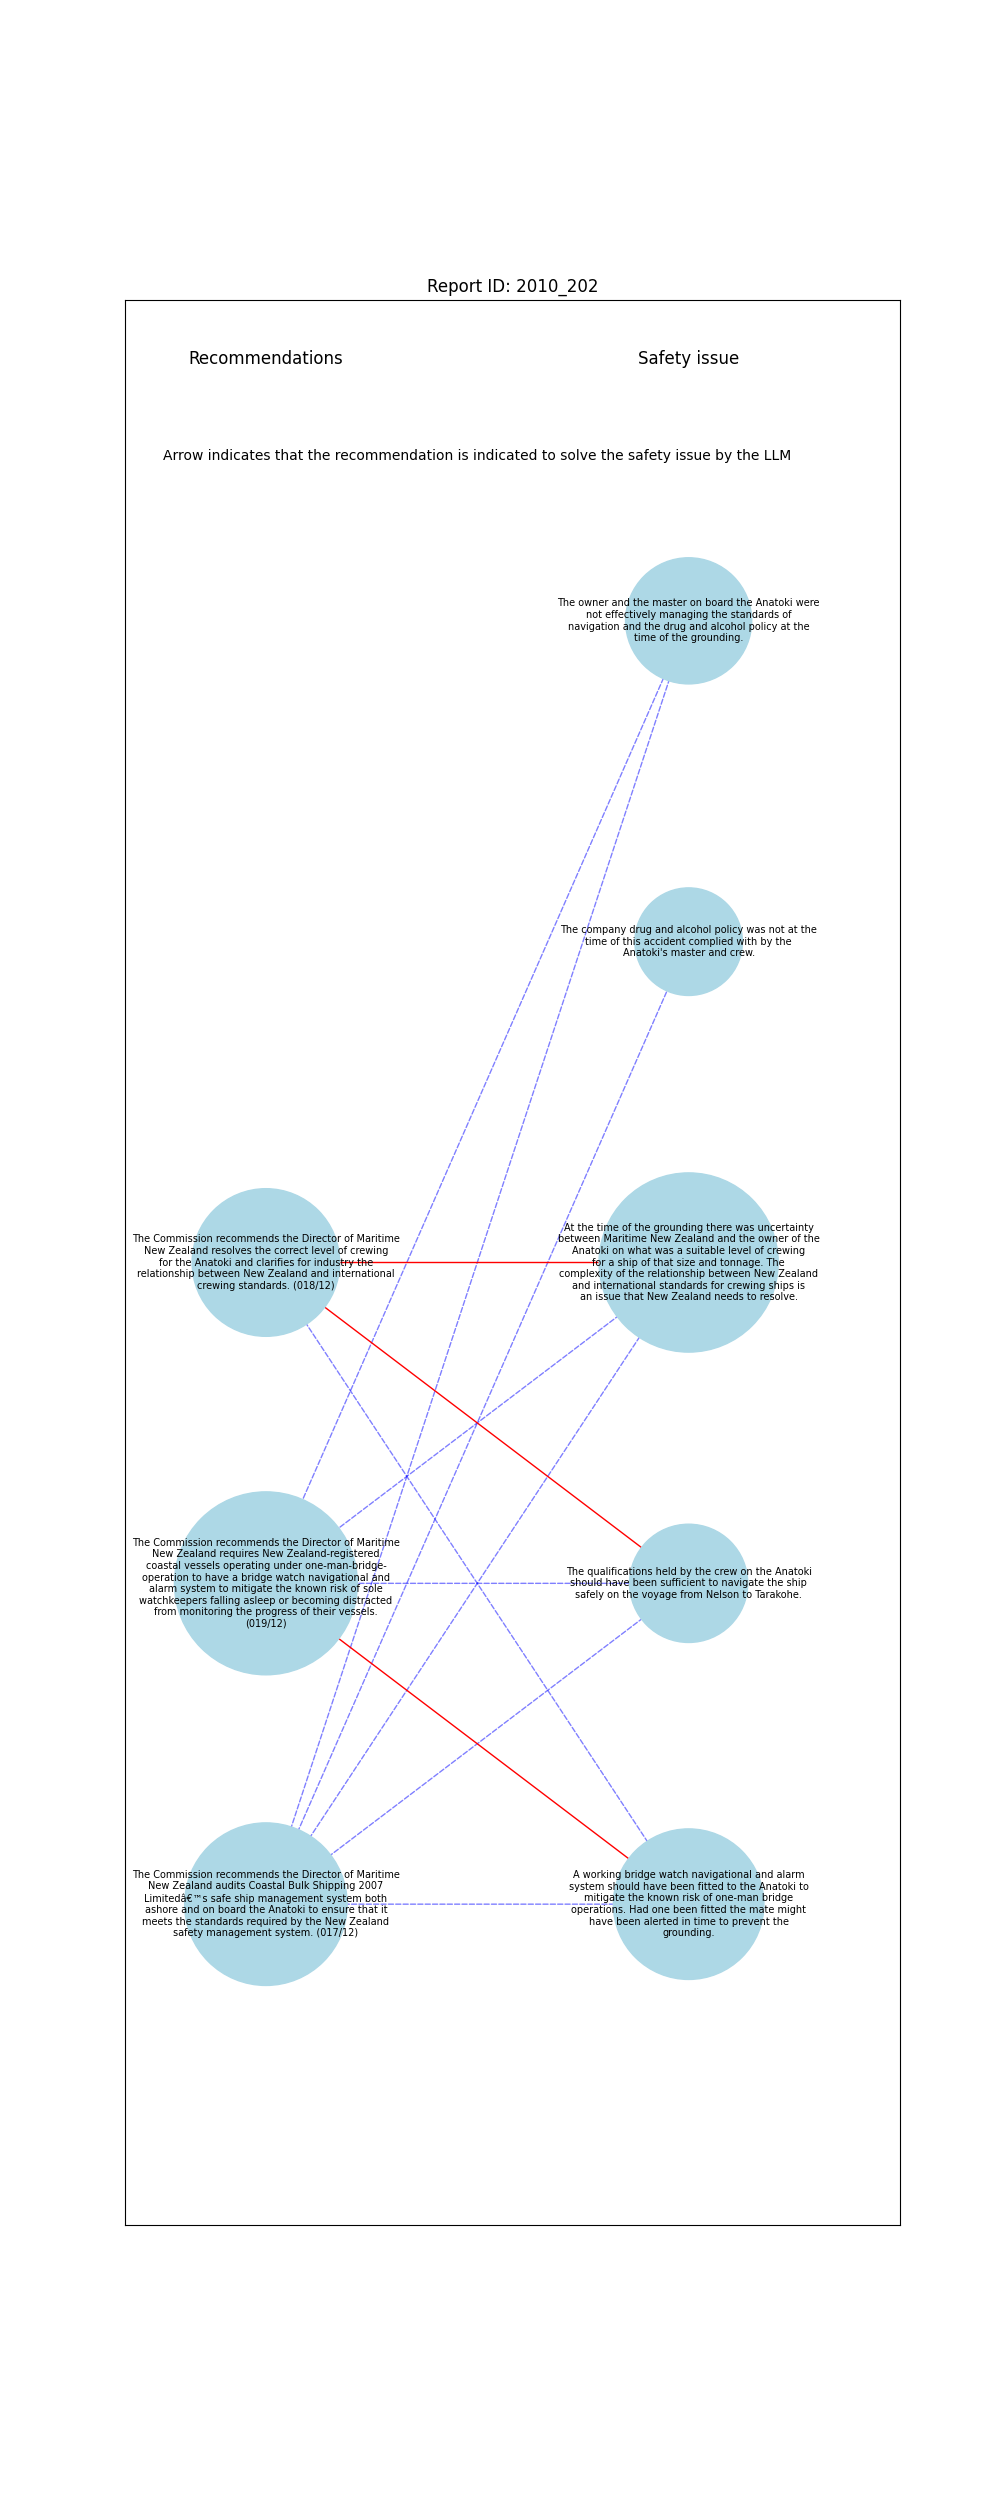 Report ID: 2010_202
Recommendations
Safety issue
Arrow indicates that the recommendation is indicated to solve the safety issue by the LLM
The owner and the master on board the Anatoki were
not effectively managing the standards of
navigation and the drug and alcohol policy at the
time of the grounding.
The company drug and alcohol policy was not at the
time of this accident complied with by the
Anatoki's master and crew.
The Commission recommends the Director of Maritime
New Zealand resolves the correct level of crewing
for the Anatoki and clarifies for industry the
relationship between New Zealand and international
crewing standards. (018/12)
At the time of the grounding there was uncertainty
between Maritime New Zealand and the owner of the
Anatoki on what was a suitable level of crewing
for a ship of that size and tonnage. The
complexity of the relationship between New Zealand
and international standards for crewing ships is
an issue that New Zealand needs to resolve.
The Commission recommends the Director of Maritime
New Zealand requires New Zealand-registered
coastal vessels operating under one-man-bridge-
operation to have a bridge watch navigational and
alarm system to mitigate the known risk of sole
watchkeepers falling asleep or becoming distracted
from monitoring the progress of their vessels.
(019/12)
The qualifications held by the crew on the Anatoki
should have been sufficient to navigate the ship
safely on the voyage from Nelson to Tarakohe.
The Commission recommends the Director of Maritime
New Zealand audits Coastal Bulk Shipping 2007
Limitedâ€™s safe ship management system both
ashore and on board the Anatoki to ensure that it
meets the standards required by the New Zealand
safety management system. (017/12)
A working bridge watch navigational and alarm
system should have been fitted to the Anatoki to
mitigate the known risk of one-man bridge
operations. Had one been fitted the mate might
have been alerted in time to prevent the
grounding.